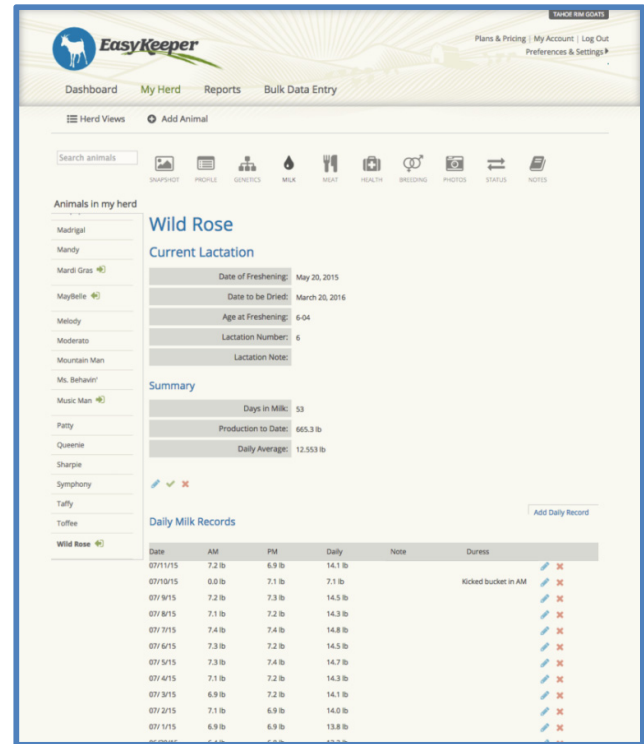 TAHOE RIM GOATS
EasyKeeper
Plans & Pricing | My Account | Log Out
Preferences & Settings
Dashboard My Herd Reports Bulk Data Entry
Herd Views Add Animal
Search animals
SNAPSHOT PROFILE GENETICS MILK MEAT HEALTH BREEDING PHOTOS STATUS NOTES
Animals in my herd
Madrigal
Mandy
Mardi Gras
MayBelle
Melody
Moderato
Mountain Man
Ms. Behavin'
Music Man
Patty
Queenie
Sharpie
Symphony
Taffy
Toffee
Wild Rose
Wild Rose
Current Lactation
Date of Freshening: May 20, 2015
Date to be Dried: March 20, 2016
Age at Freshening: 6-04
Lactation Number: 6
Lactation Note:
Summary
Days in Milk: 53
Production to Date: 665.3 lb
Daily Average: 12.553 lb
Add Daily Record
Daily Milk Records
Date AM PM Daily Note Duress
07/11/15 7.2 lb 6.9 lb 14.1 lb
07/10/15 0.0 lb 7.1 lb 7.1 lb Kicked bucket in AM
07/ 9/15 7.2 lb 7.3 lb 14.5 lb
07/ 8/15 7.1 lb 7.2 lb 14.3 lb
07/ 7/15 7.4 lb 7.4 lb 14.8 lb
07/ 6/15 7.3 lb 7.2 lb 14.5 lb
07/ 5/15 7.3 lb 7.4 lb 14.7 lb
07/ 4/15 7.1 lb 7.2 lb 14.3 lb
07/ 3/15 6.9 lb 7.2 lb 14.1 lb
07/ 2/15 7.1 lb 6.9 lb 14.0 lb
07/ 1/15 6.9 lb 6.9 lb 13.8 lb